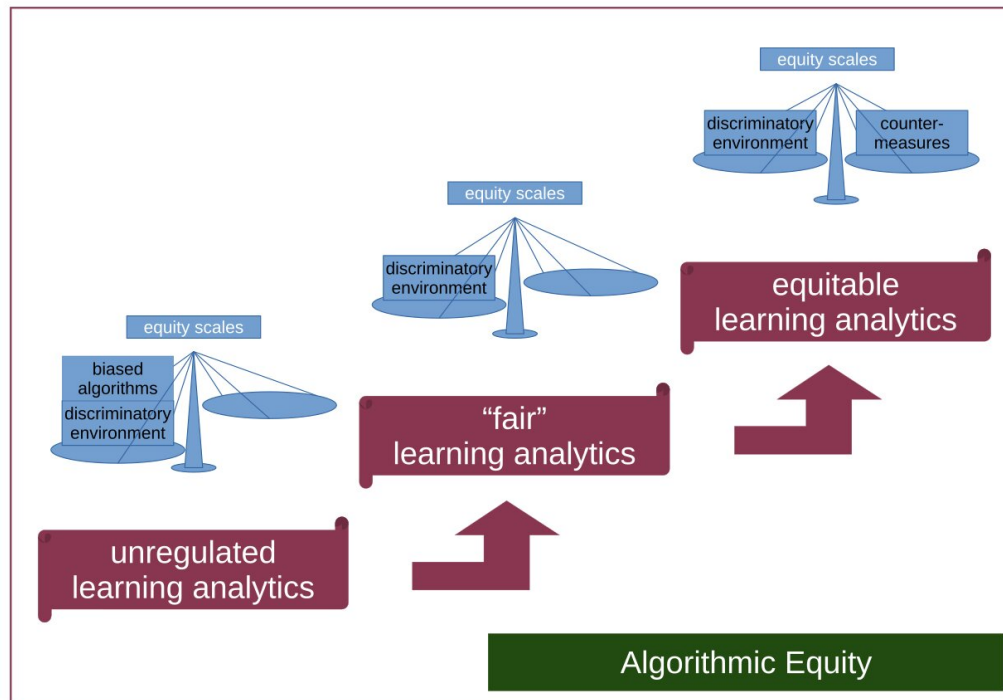 equity scales
discriminatory
environment
counter-
measures
equitable
learning analytics
equity scales
discriminatory
environment
“fair”
learning analytics
equity scales
biased
algorithms
discriminatory
environment
unregulated
learning analytics
Algorithmic Equity